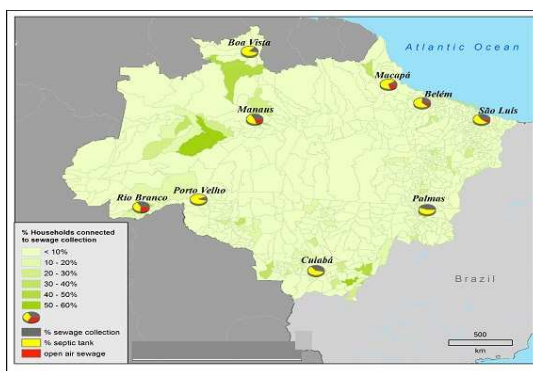 Boa Vista
Atlantic Ocean
Macapá
Belém
São Luís
Manaus
Rio Branco
Porto Velho
Palmas
Cuiabá
Brazil
% Households connected
to sewage collection
< 10%
10 - 20%
20 - 30%
30 - 40%
40 - 50%
50 - 60%
% sewage collection
% septic tank
open air sewage
500
km